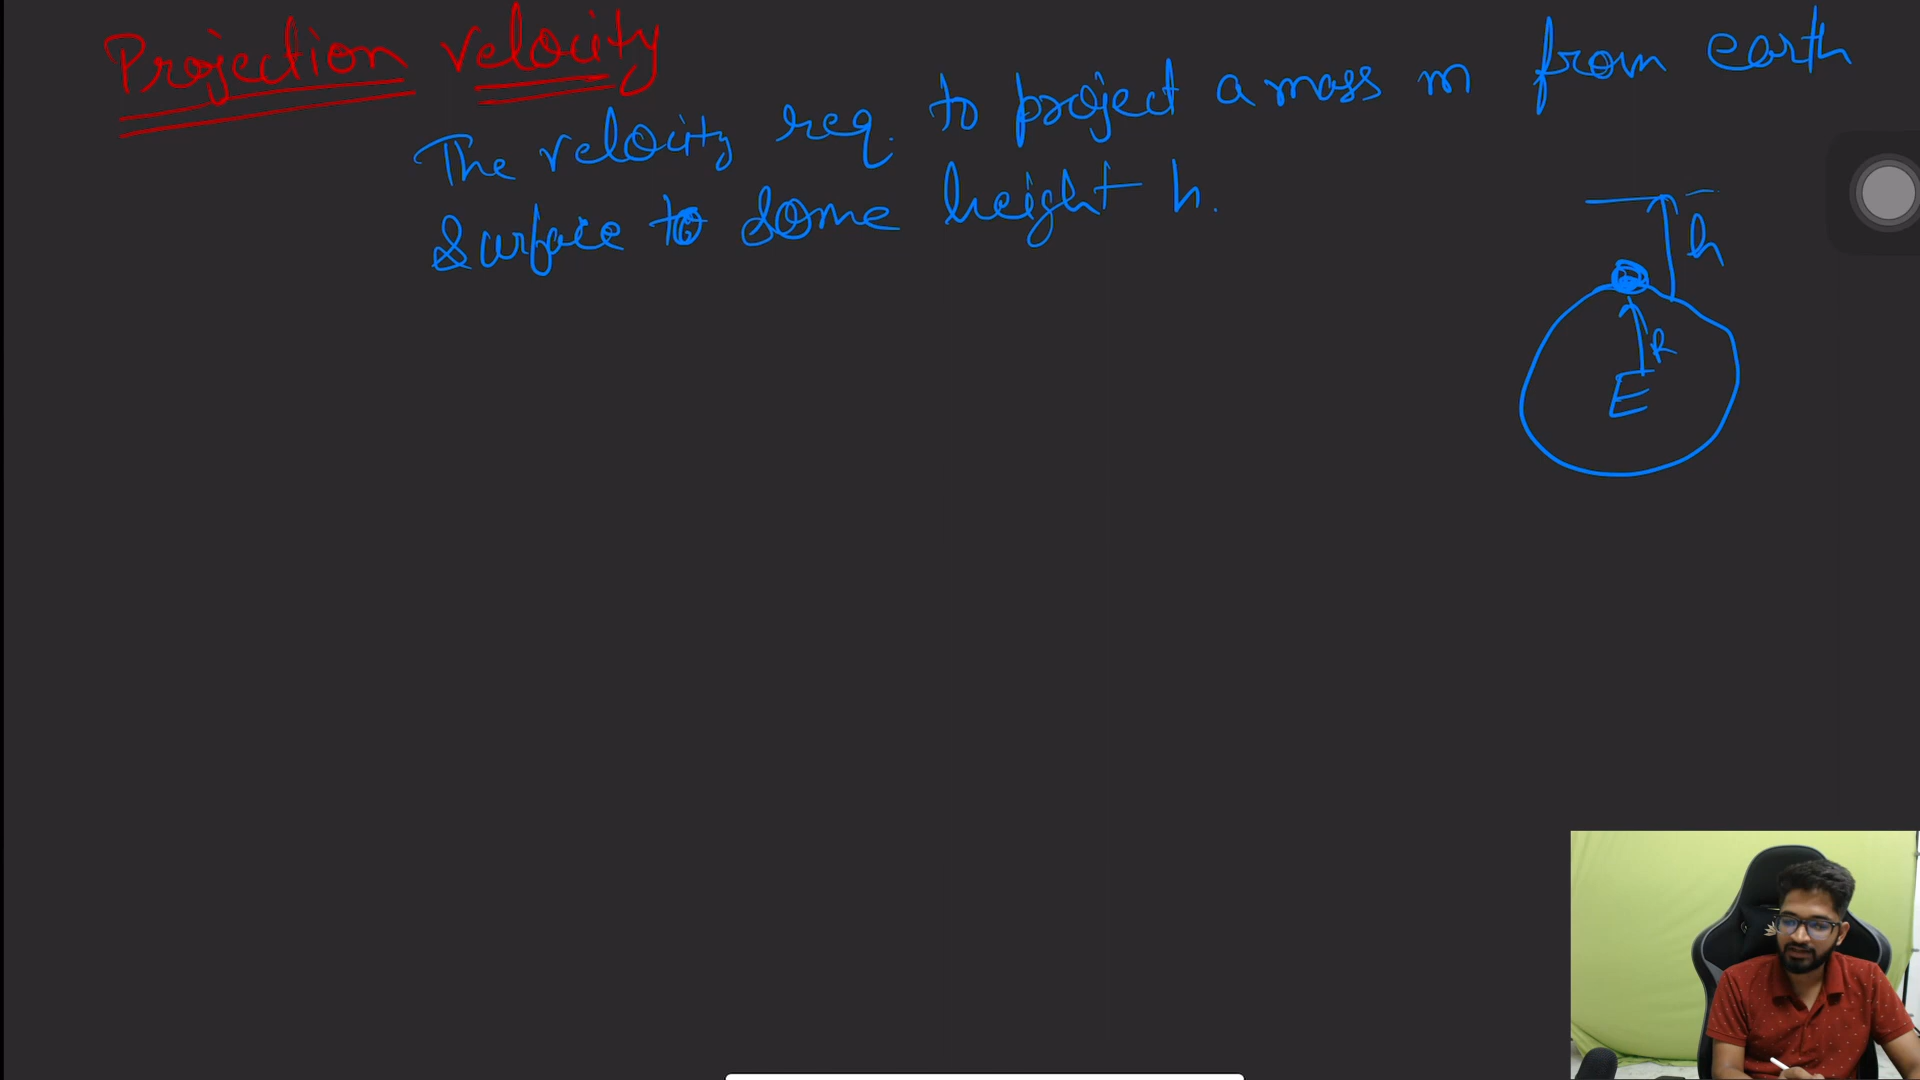 Projection velocity
The velocity req. to project a mass m from earth
surface to some height h.
h
R
E